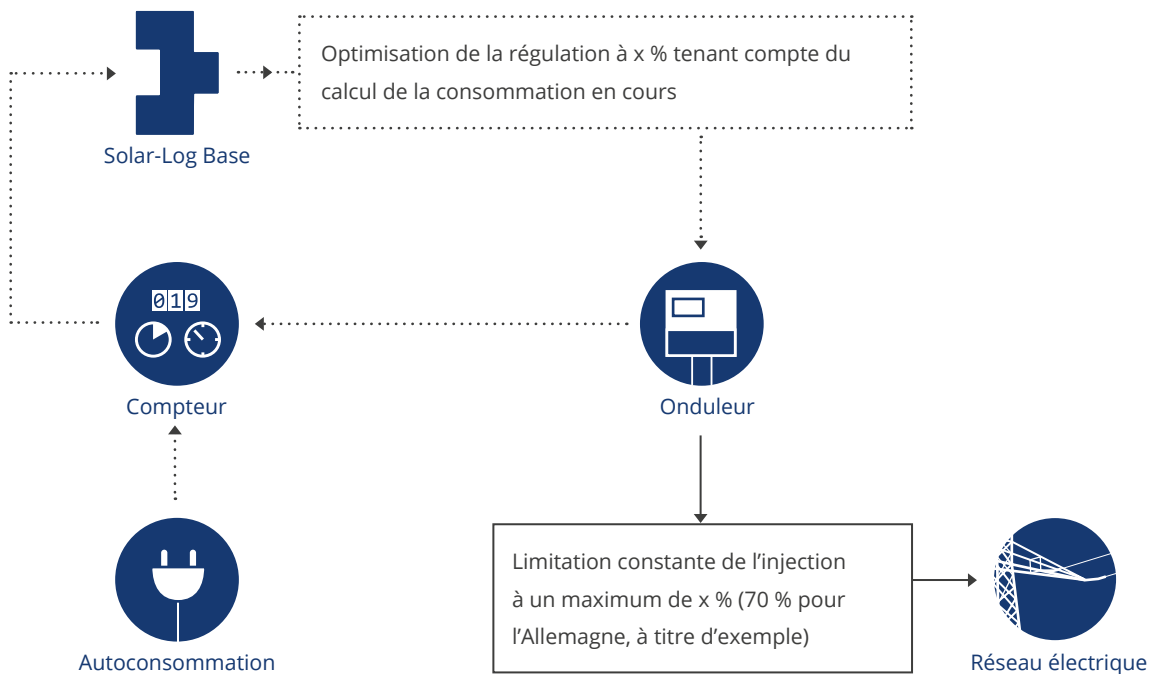 Optimisation de la régulation à x % tenant compte du
calcul de la consommation en cours
Solar-Log Base
019
Compteur
Onduleur
Limitation constante de l’injection
à un maximum de x % (70 % pour
l’Allemagne, à titre d’exemple)
Autoconsommation
Réseau électrique